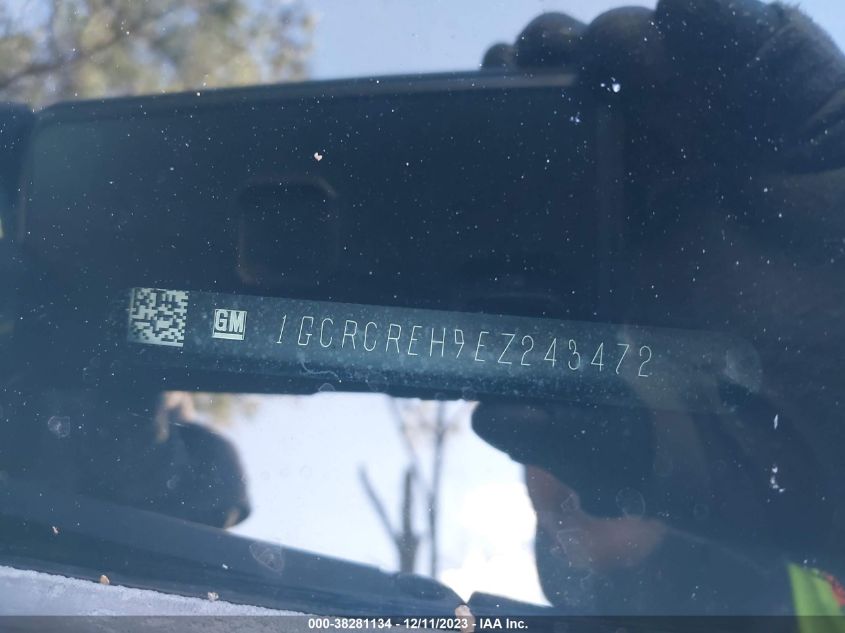 GM 1GCRCREH9EZ243472
000-38281134 - 12/11/2023 - IAA Inc.